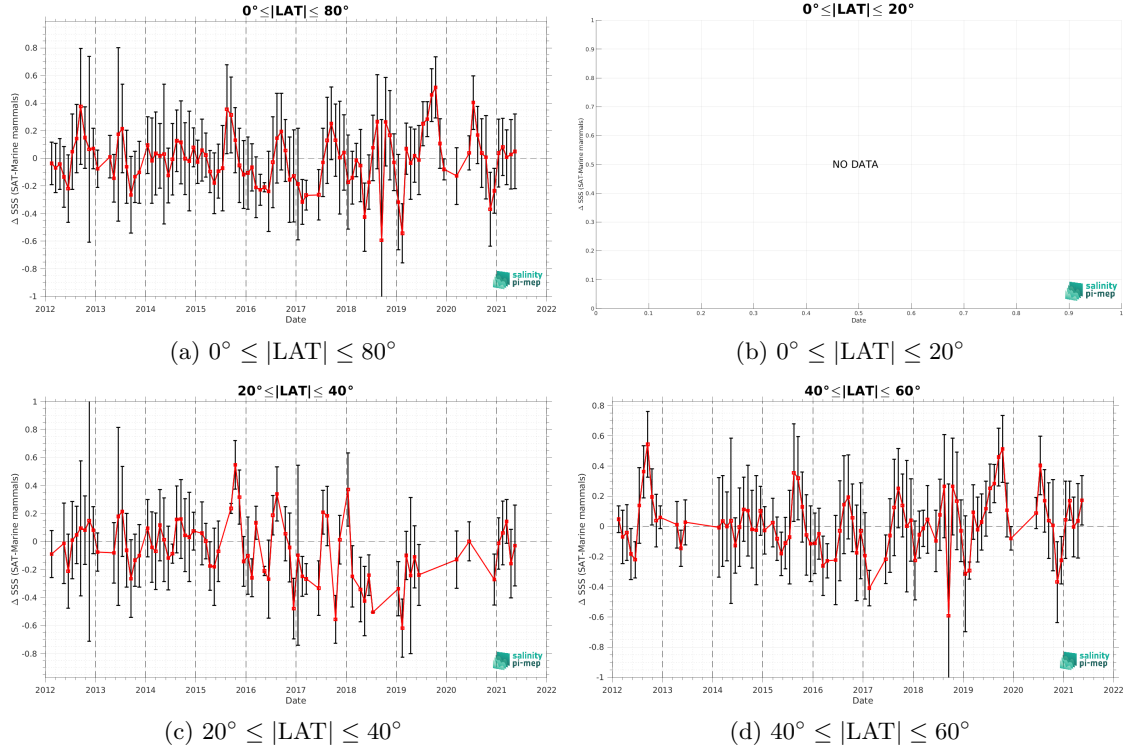 0°≤|LAT|≤ 80°
Δ SSS (SAT-Marine mammals)
0.8
0.6
0.4
0.2
0
-0.2
-0.4
-0.6
-0.8
-1
2012 2013 2014 2015 2016 2017 2018 2019 2020 2021 2022
Date
salinity
pi-mep
(a) 0° ≤ |LAT| ≤ 80°
0°≤|LAT|≤ 20°
Δ SSS (SAT-Marine mammals)
1
0.9
0.8
0.7
0.6
0.5
0.4
0.3
0.2
0.1
0
NO DATA
0 0.1 0.2 0.3 0.4 0.5 0.6 0.7 0.8 0.9 1
Date
salinity
pi-mep
(b) 0° ≤ |LAT| ≤ 20°
20°≤|LAT|≤ 40°
Δ SSS (SAT-Marine mammals)
1
0.8
0.6
0.4
0.2
0
-0.2
-0.4
-0.6
-0.8
2012 2013 2014 2015 2016 2017 2018 2019 2020 2021 2022
Date
salinity
pi-mep
(c) 20° ≤ |LAT| ≤ 40°
40°≤|LAT|≤ 60°
Δ SSS (SAT-Marine mammals)
0.8
0.6
0.4
0.2
0
-0.2
-0.4
-0.6
-0.8
-1
2012 2013 2014 2015 2016 2017 2018 2019 2020 2021 2022
Date
salinity
pi-mep
(d) 40° ≤ |LAT| ≤ 60°